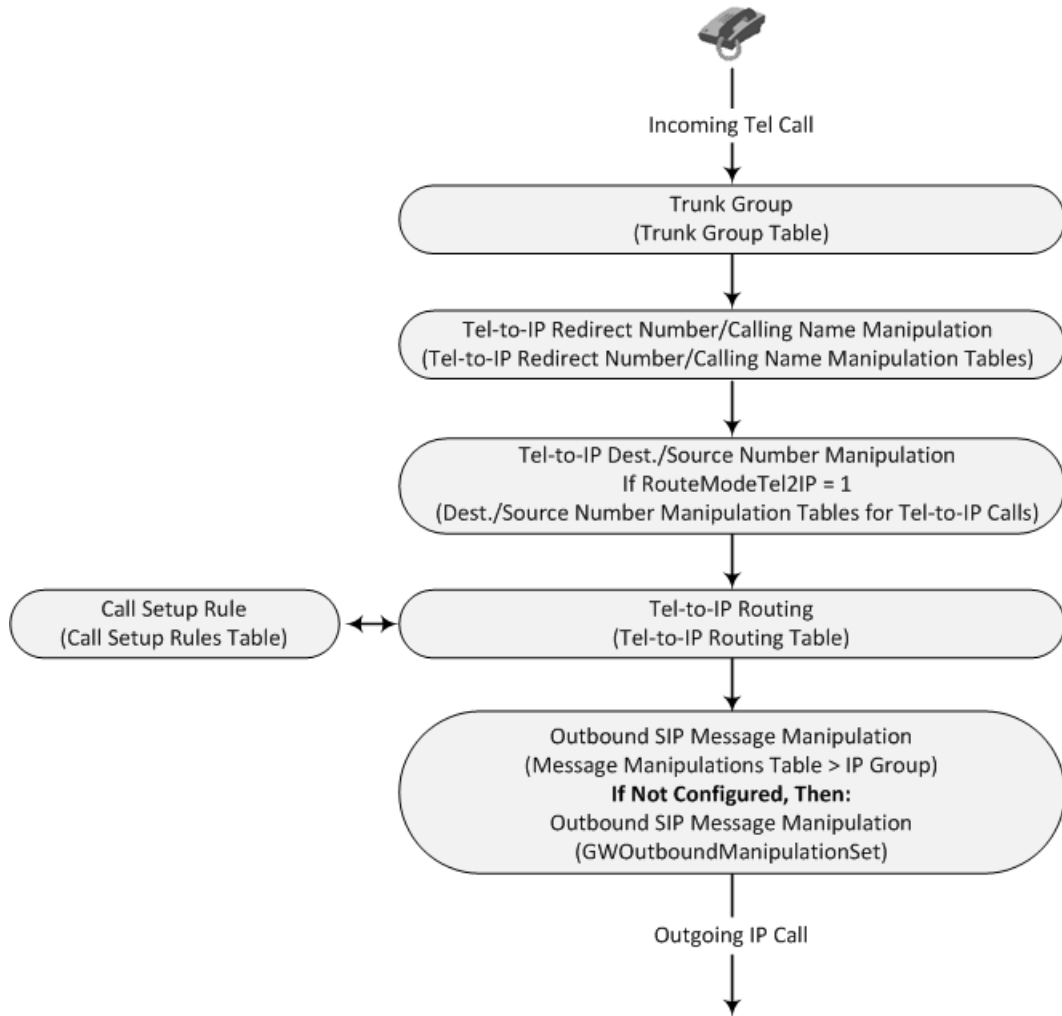 Incoming Tel Call
Trunk Group
(Trunk Group Table)
Tel-to-IP Redirect Number/Calling Name Manipulation
(Tel-to-IP Redirect Number/Calling Name Manipulation Tables)
Tel-to-IP Dest./Source Number Manipulation
If RouteModeTel2IP = 1
(Dest./Source Number Manipulation Tables for Tel-to-IP Calls)
Call Setup Rule
(Call Setup Rules Table)
Tel-to-IP Routing
(Tel-to-IP Routing Table)
Outbound SIP Message Manipulation
(Message Manipulations Table > IP Group)
If Not Configured, Then:
Outbound SIP Message Manipulation
(GWOutboundManipulationSet)
Outgoing IP Call